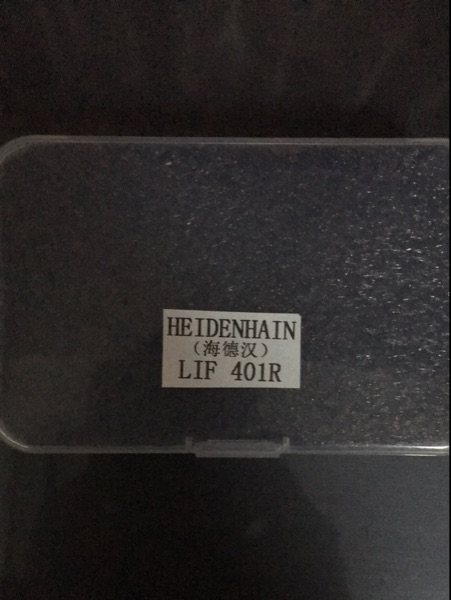 HEIDENHAIN
（海德汉）
LIF 401R